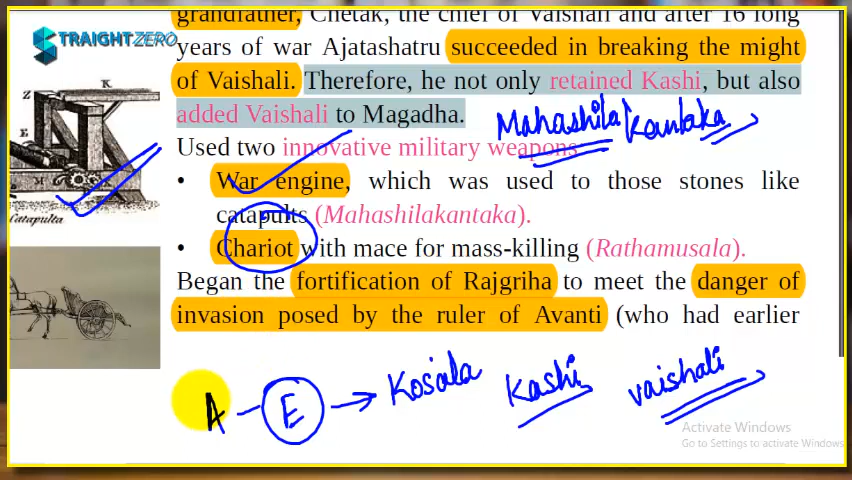 grandfather, Chetak, the chief of Vaishali and after 16 long
STRAIGHTZERO
years of war Ajatashatru succeeded in breaking the might
of Vaishali. Therefore, he not only retained Kashi, but also
added Vaishali to Magadha.
Mahashilakantaka
Used two innovative military weapons
• War engine, which was used to those stones like
catapults (Mahashilakantaka).
• Chariot with mace for mass-killing (Rathamusala).
Began the fortification of Rajgriha to meet the danger of
invasion posed by the ruler of Avanti (who had earlier
Z K
E
M
Catapulta
A - E → Kosala Kashi vaishali
Activate Windows
Go to Settings to activate Windows